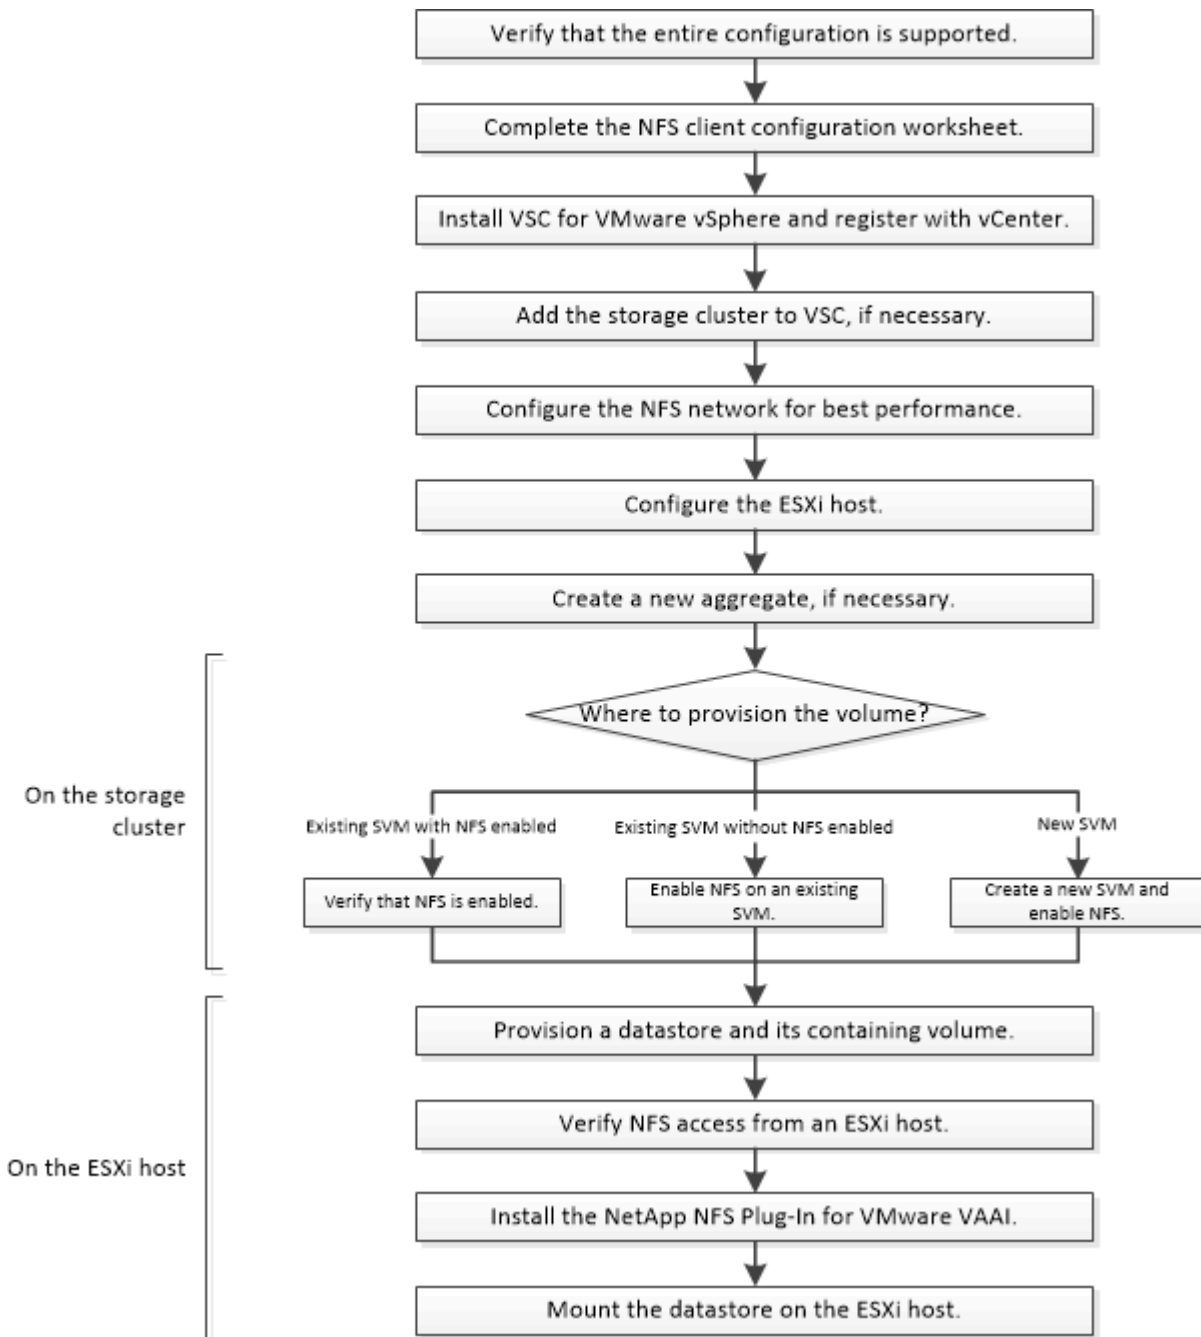 Verify that the entire configuration is supported.
Complete the NFS client configuration worksheet.
Install VSC for VMware vSphere and register with vCenter.
Add the storage cluster to VSC, if necessary.
Configure the NFS network for best performance.
Configure the ESXi host.
Create a new aggregate, if necessary.
Where to provision the volume?
On the storage
cluster
Existing SVM with NFS enabled
Existing SVM without NFS enabled
New SVM
Verify that NFS is enabled.
Enable NFS on an existing
SVM.
Create a new SVM and
enable NFS.
Provision a datastore and its containing volume.
Verify NFS access from an ESXi host.
On the ESXi host
Install the NetApp NFS Plug-In for VMware VAAI.
Mount the datastore on the ESXi host.